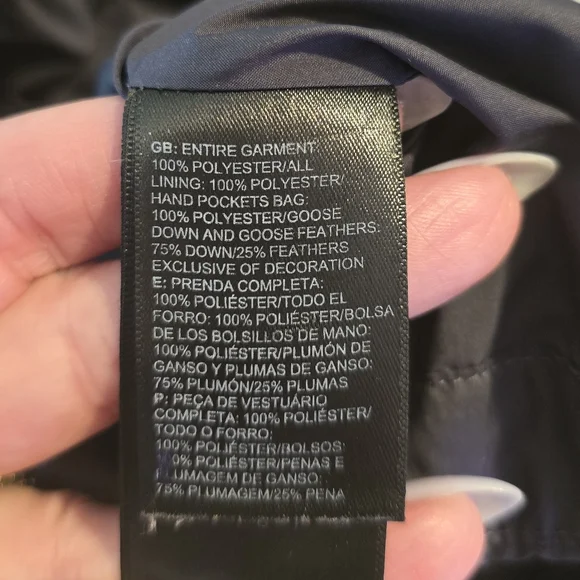 GB: ENTIRE GARMENT
100% POLYESTER/ALL
LINING: 100% POLYESTER/
HAND POCKETS BAG:
100% POLYESTER/GOOSE
DOWN AND GOOSE FEATHERS:
75% DOWN/25% FEATHERS
EXCLUSIVE OF DECORATION
E: PRENDA COMPLETA:
100% POLIÉSTER/TODO EL
FORRO: 100% POLIÉSTER/BOLSA
DE LOS BOLSILLOS DE MANO:
100% POLIÉSTER/PLUMÓN DE
GANSO Y PLUMAS DE GANSO:
75% PLUMÓN/25% PLUMAS
P: PEÇA DE VESTUÁRIO
COMPLETA: 100% POLIÉSTER/
TODO O FORRO:
100% POLIÉSTER/BOLSOS:
100% POLIÉSTER/PENAS E
PLUMAGEM DE GANSO:
75% PLUMAGEM/25% PENA